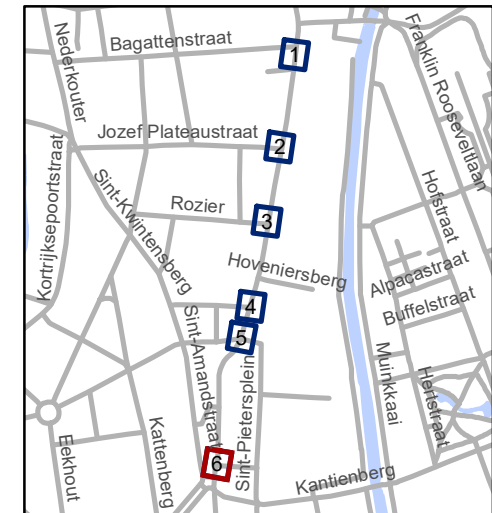 Nederkouter
Bagattenstraat
1
Franklin Rooseveltlaan
Jozef Plateaustraat
2
Kortrijksepoortstraat
Sint-Kwintensberg
Rozier
3
Hofstraat
Hoveniersberg
Alpacastraat
4
Buffelstraat
5
Sint-Amandstraat
Sint-Pietersplein
Muinkkaai
Hertstraat
Eekhout
Kattenberg
6
Kantienberg